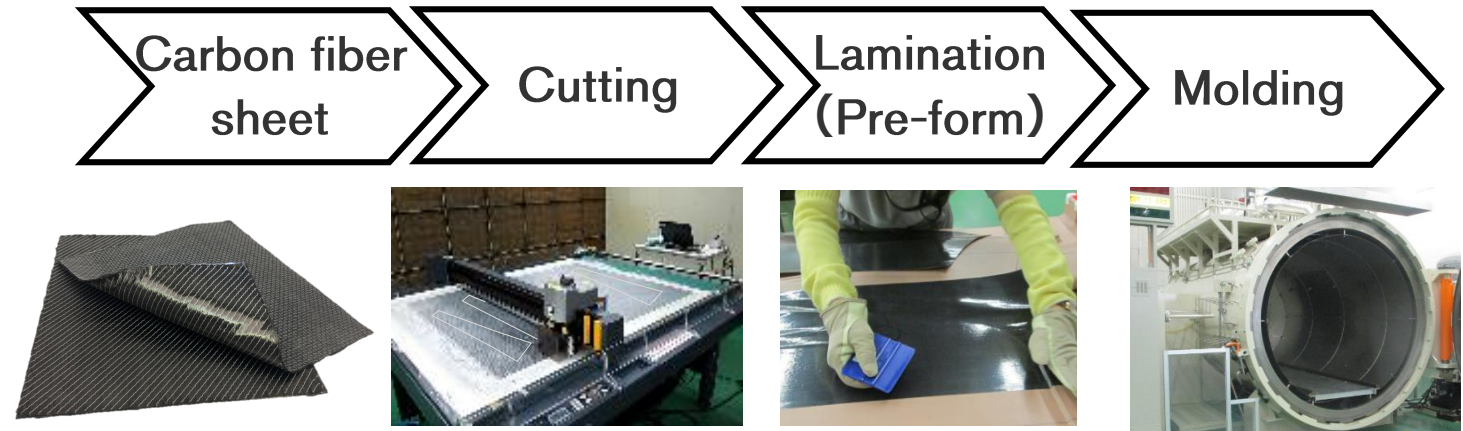 Carbon fiber
sheet
Cutting
Lamination
(Pre-form)
Molding